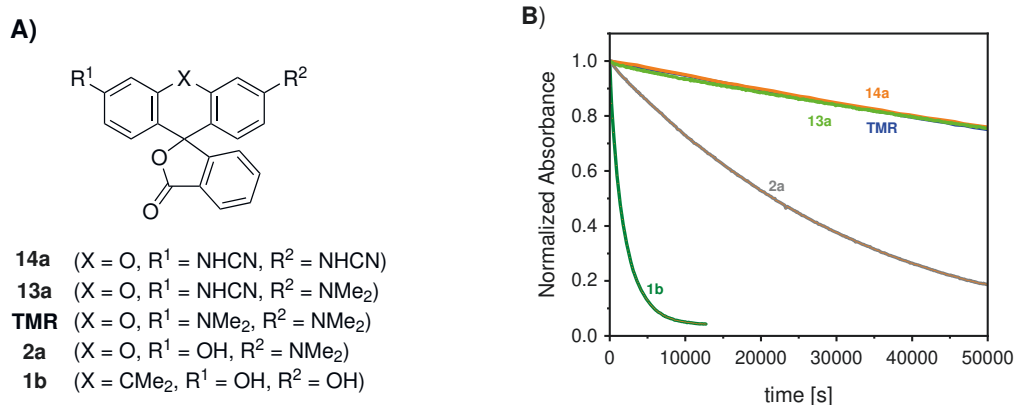 A)
R¹ X R²
O
O
14a (X = O, R¹ = NHCN, R² = NHCN)
13a (X = O, R¹ = NHCN, R² = NMe₂)
TMR (X = O, R¹ = NMe₂, R² = NMe₂)
2a (X = O, R¹ = OH, R² = NMe₂)
1b (X = CMe₂, R¹ = OH, R² = OH)
B)
Normalized Absorbance
1.0
0.8
0.6
0.4
0.2
0.0
14a
13a
TMR
2a
1b
0 10000 20000 30000 40000 50000
time [s]